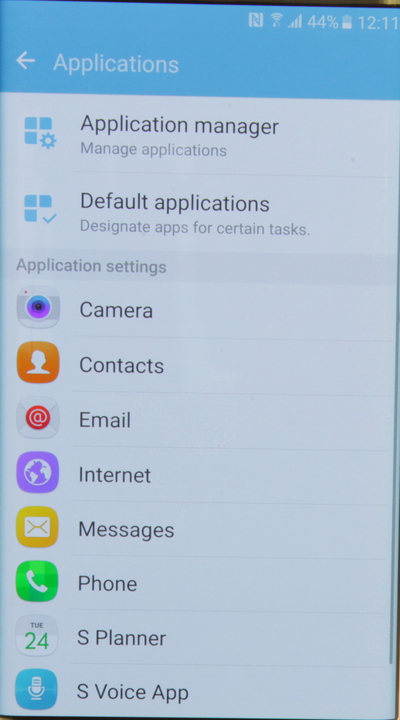 44% 12:11
Applications
Application manager
Manage applications
Default applications
Designate apps for certain tasks.
Application settings
Camera
Contacts
@
Email
Internet
Messages
Phone
TUE
24
S Planner
S Voice App